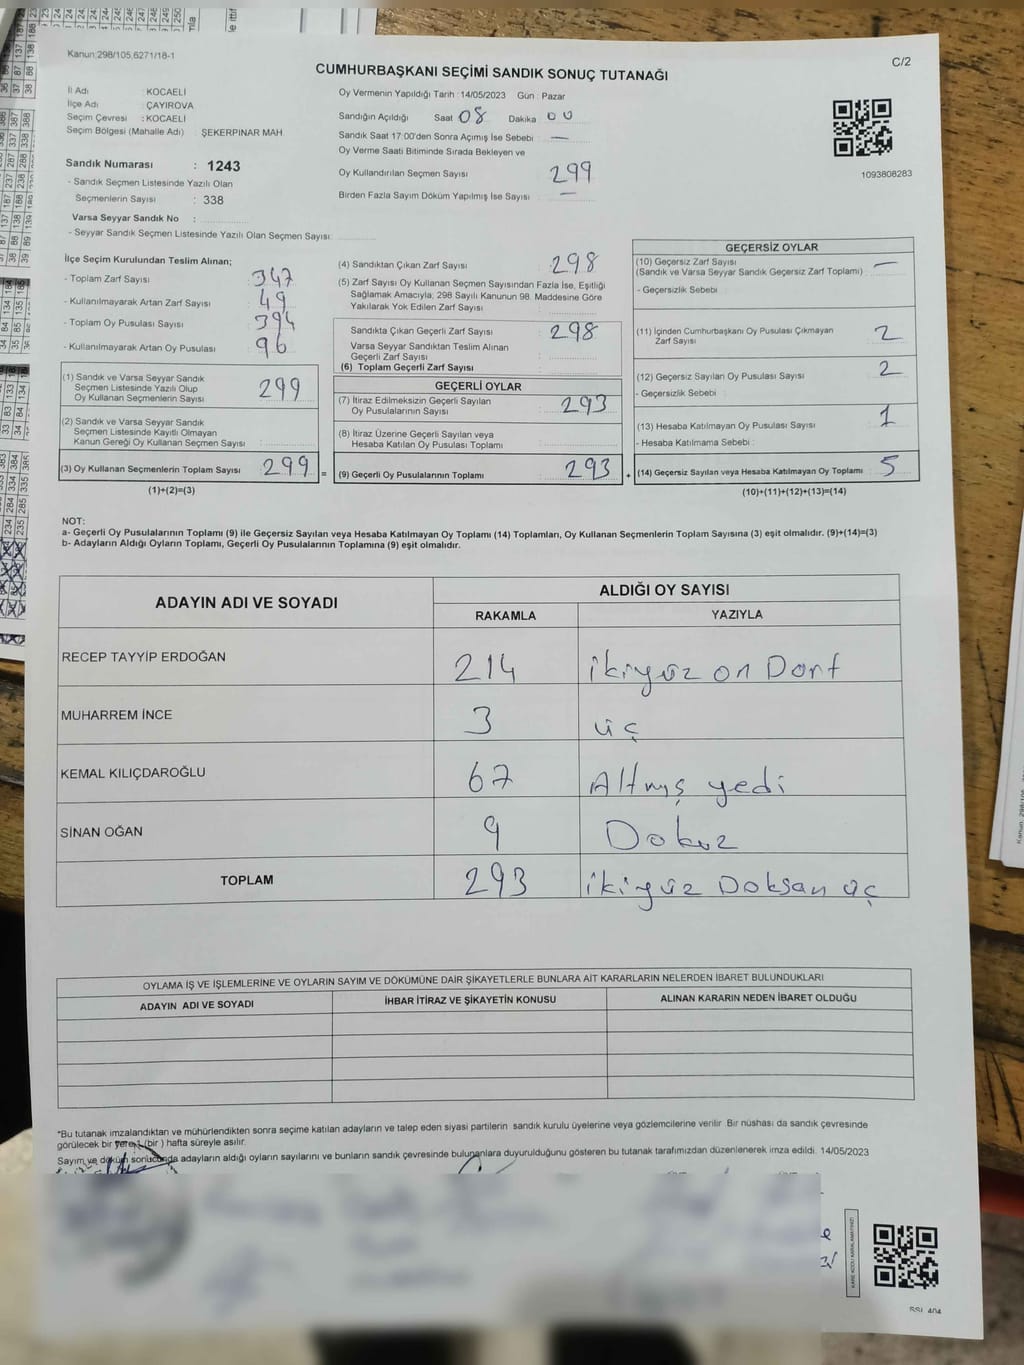 Kanun:298/105,6271/18-1
C/2
CUMHURBAŞKANI SEÇİMİ SANDIK SONUÇ TUTANAĞI
İl Adı : KOCAELİ
İlçe Adı : ÇAYIROVA
Seçim Çevresi : KOCAELİ
Seçim Bölgesi (Mahalle Adı) ŞEKERPINAR MAH
Sandık Numarası : 1243
- Sandık Seçmen Listesinde Yazılı Olan
Seçmenlerin Sayısı : 338
Varsa Seyyar Sandık No :
- Seyyar Sandık Seçmen Listesinde Yazılı Olan Seçmen Sayısı:
Oy Vermenin Yapıldığı Tarih : 14/05/2023 Gün : Pazar
Sandığın Açıldığı Saat 08 Dakika 00
Sandık Saat 17:00'den Sonra Açımış İse Sebebi : —
Oy Verme Saati Bitiminde Sırada Bekleyen ve
Oy Kullandırılan Seçmen Sayısı : 299
Birden Fazla Sayım Döküm Yapılmış İse Sayısı : —
1093808283
İlçe Seçim Kurulundan Teslim Alınan;
- Toplam Zarf Sayısı : 347
- Kullanılmayarak Artan Zarf Sayısı : 49
- Toplam Oy Pusulası Sayısı : 394
- Kullanılmayarak Artan Oy Pusulası : 96
(1) Sandık ve Varsa Seyyar Sandık
Seçmen Listesinde Yazılı Olup
Oy Kullanan Seçmenlerin Sayısı : 299
(2) Sandık ve Varsa Seyyar Sandık
Seçmen Listesinde Kayıtlı Olmayan
Kanun Gereği Oy Kullanan Seçmen Sayısı :
(3) Oy Kullanan Seçmenlerin Toplam Sayısı : 299 =
(1)+(2)=(3)
(4) Sandıktan Çıkan Zarf Sayısı : 298
(5) Zarf Sayısı Oy Kullanan Seçmen Sayısından Fazla İse, Eşitliği
Sağlamak Amacıyla; 298 Sayılı Kanunun 98. Maddesine Göre
Yakılarak Yok Edilen Zarf Sayısı :
Sandıkta Çıkan Geçerli Zarf Sayısı : 298
Varsa Seyyar Sandıktan Teslim Alınan
Geçerli Zarf Sayısı :
(6) Toplam Geçerli Zarf Sayısı :
GEÇERLİ OYLAR
(7) İtiraz Edilmeksizin Geçerli Sayılan
Oy Pusulalarının Sayısı : 293
(8) İtiraz Üzerine Geçerli Sayılan veya
Hesaba Katılan Oy Pusulası Toplamı :
(9) Geçerli Oy Pusulalarının Toplamı : 293 +
GEÇERSİZ OYLAR
(10) Geçersiz Zarf Sayısı : —
(Sandık ve Varsa Seyyar Sandık Geçersiz Zarf Toplamı)
- Geçersizlik Sebebi :
(11) İçinden Cumhurbaşkanı Oy Pusulası Çıkmayan
Zarf Sayısı : 2
(12) Geçersiz Sayılan Oy Pusulası Sayısı : 2
- Geçersizlik Sebebi :
(13) Hesaba Katılmayan Oy Pusulası Sayısı : 1
- Hesaba Katılmama Sebebi :
(14) Geçersiz Sayılan veya Hesaba Katılmayan Oy Toplamı : 5
(10)+(11)+(12)+(13)=(14)
NOT:
a- Geçerli Oy Pusulalarının Toplamı (9) ile Geçersiz Sayılan veya Hesaba Katılmayan Oy Toplamı (14) Toplamları, Oy Kullanan Seçmenlerin Toplam Sayısına (3) eşit olmalıdır. (9)+(14)=(3)
b- Adayların Aldığı Oyların Toplamı, Geçerli Oy Pusulalarının Toplamına (9) eşit olmalıdır.
ADAYIN ADI VE SOYADI
ALDIĞI OY SAYISI
RAKAMLA YAZIYLA
RECEP TAYYİP ERDOĞAN 214 ikiyüz on Dört
MUHARREM İNCE 3 üç
KEMAL KILIÇDAROĞLU 67 Altmış yedi
SİNAN OĞAN 9 Dokuz
TOPLAM 293 ikiyüz Doksan üç
OYLAMA İŞ VE İŞLEMLERİNE VE OYLARIN SAYIM VE DÖKÜMÜNE DAİR ŞİKAYETLERLE BUNLARA AİT KARARLARIN NELERDEN İBARET BULUNDUKLARI
ADAYIN ADI VE SOYADI İHBAR İTİRAZ VE ŞİKAYETİN KONUSU ALINAN KARARIN NEDEN İBARET OLDUĞU
*Bu tutanak imzalandıktan ve mühürlendikten sonra seçime katılan adayların ve talep eden siyasi partilerin sandık kurulu üyelerine veya gözlemcilerine verilir. Bir nüshası da sandık çevresinde
görülecek bir yere 1 (bir ) hafta süreyle asılır.
Sayım ve döküm sonucunda adayların aldığı oyların sayılarını ve bunların sandık çevresinde bulunanlara duyurulduğunu gösteren bu tutanak tarafımızdan düzenlenerek imza edildi. 14/05/2023